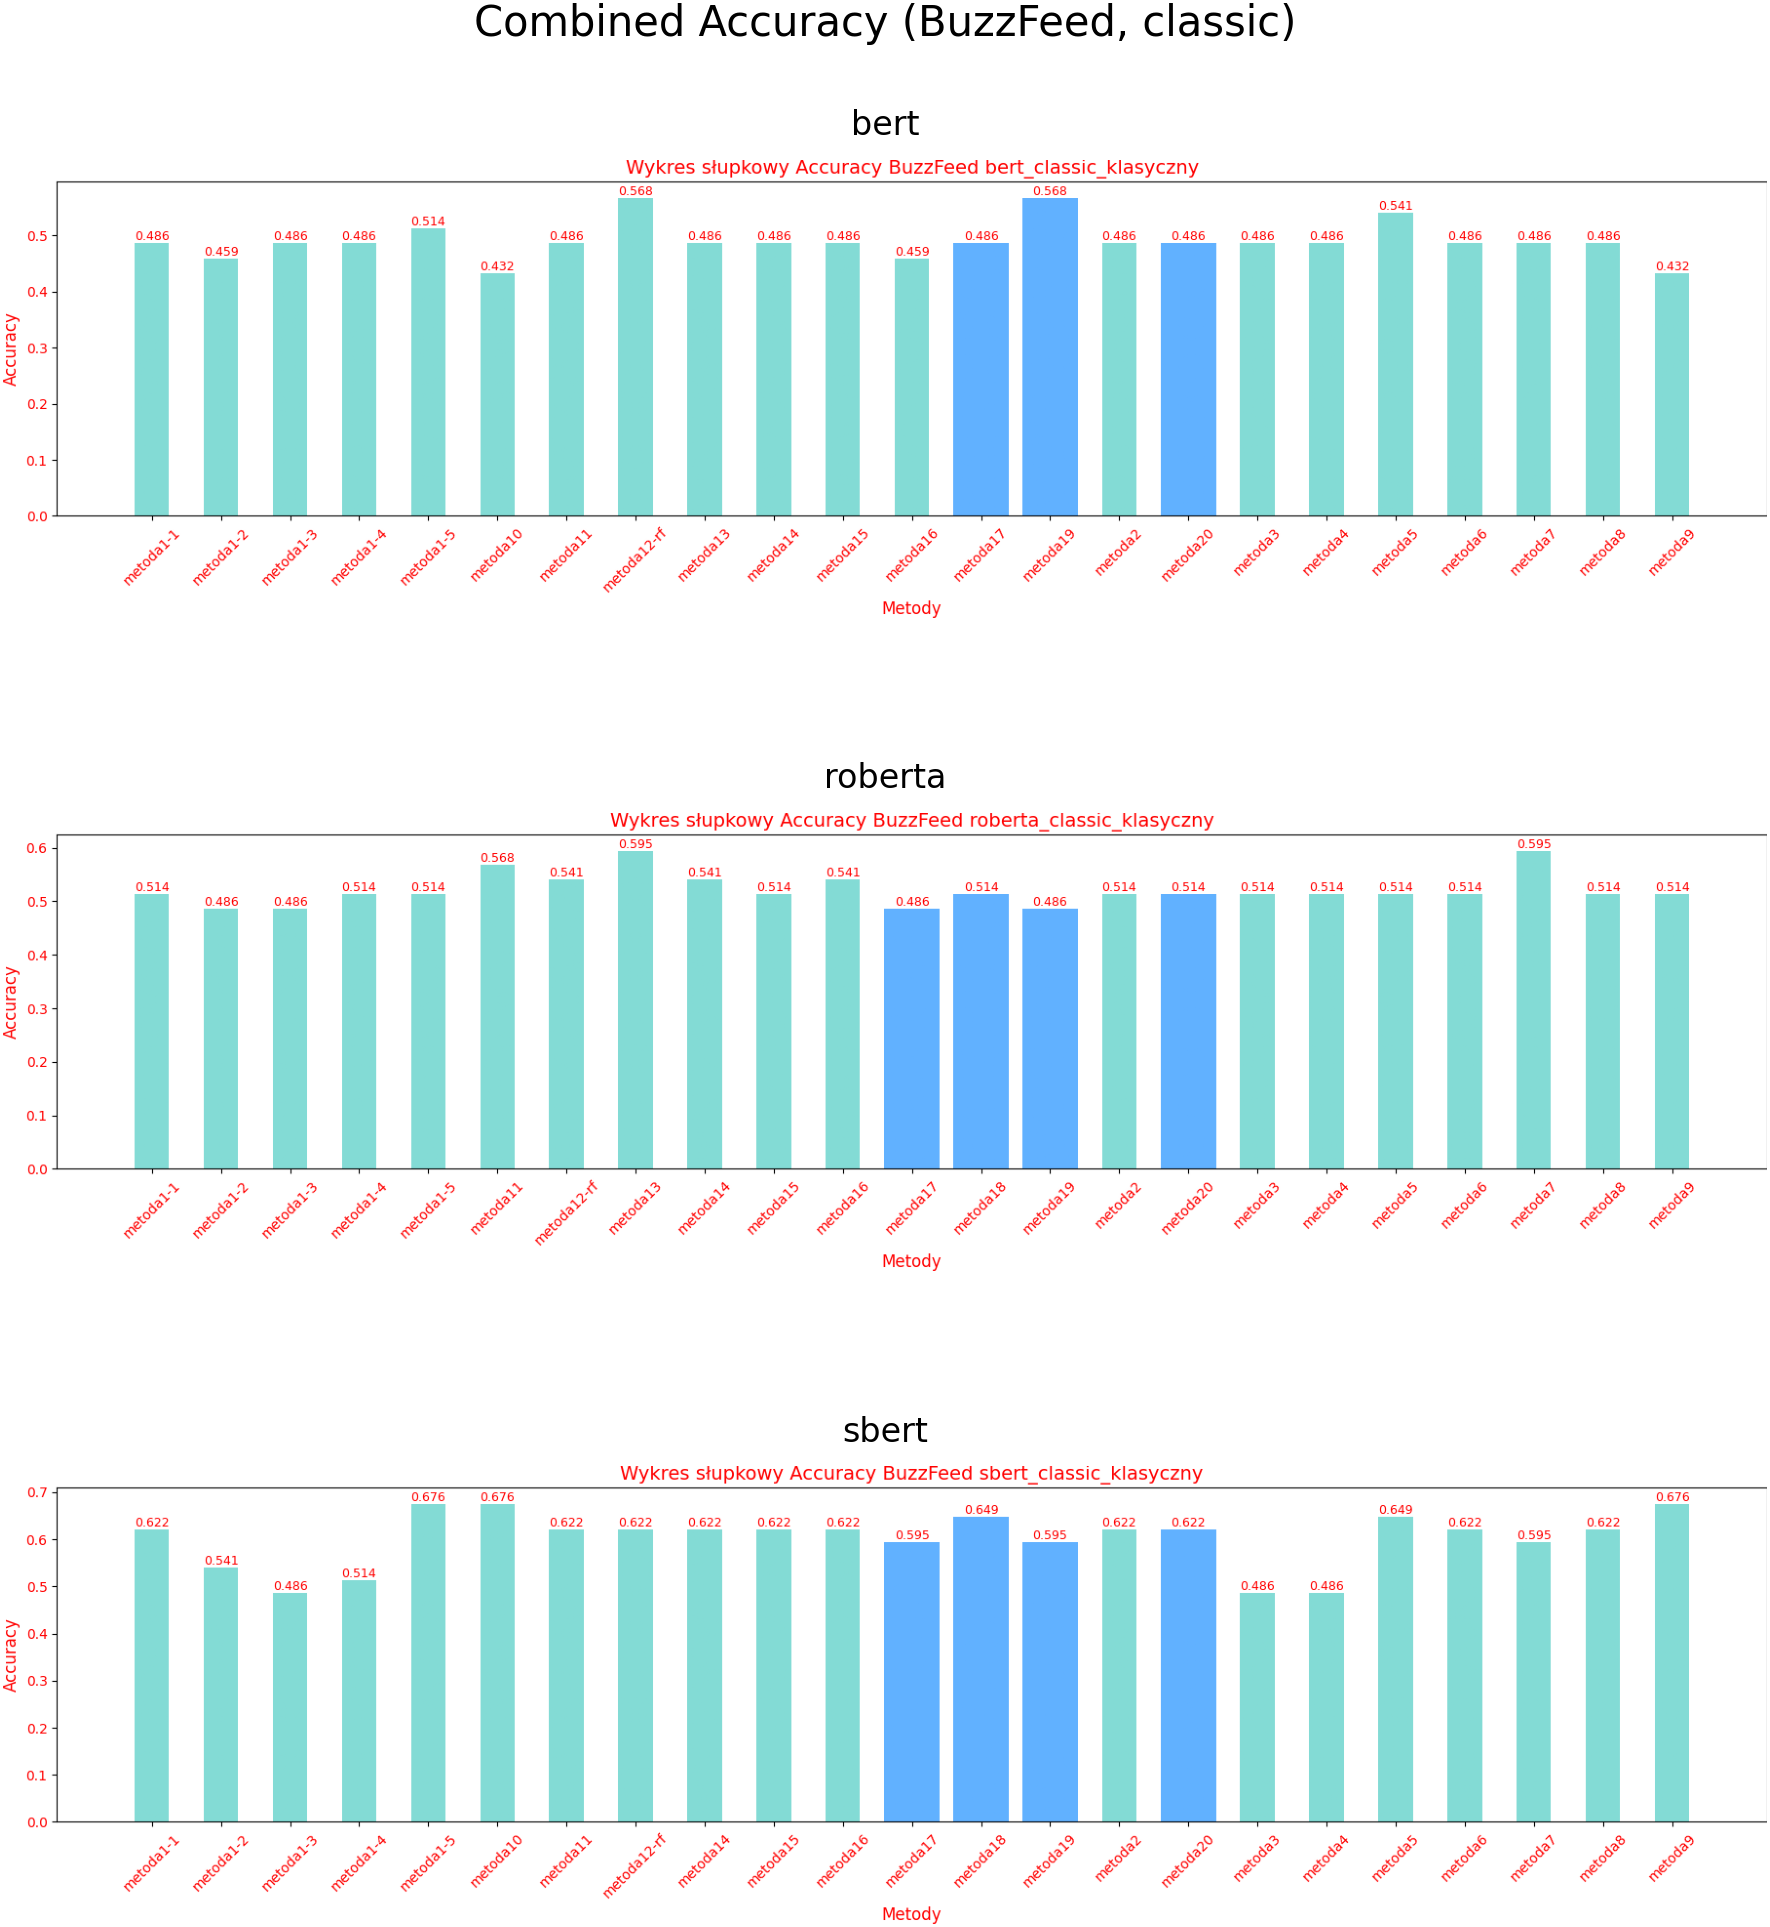 Combined Accuracy (BuzzFeed, classic)
bert
Wykres słupkowy Accuracy BuzzFeed bert_classic_klasyczny
0.486 0.459 0.486 0.486 0.514 0.432 0.486 0.568 0.486 0.486 0.486 0.459 0.486 0.568 0.486 0.486 0.486 0.486 0.541 0.486 0.486 0.486 0.432
0.5
0.4
0.3
0.2
0.1
0.0
Accuracy
metoda1-1 metoda1-2 metoda1-3 metoda1-4 metoda1-5 metoda10 metoda11 metoda12-rf metoda13 metoda14 metoda15 metoda16 metoda17 metoda19 metoda2 metoda20 metoda3 metoda4 metoda5 metoda6 metoda7 metoda8 metoda9
Metody
roberta
Wykres słupkowy Accuracy BuzzFeed roberta_classic_klasyczny
0.514 0.486 0.486 0.514 0.514 0.568 0.541 0.595 0.541 0.514 0.541 0.486 0.514 0.486 0.514 0.514 0.514 0.514 0.514 0.514 0.595 0.514 0.514
0.6
0.5
0.4
0.3
0.2
0.1
0.0
Accuracy
metoda1-1 metoda1-2 metoda1-3 metoda1-4 metoda1-5 metoda11 metoda12-rf metoda13 metoda14 metoda15 metoda16 metoda17 metoda18 metoda19 metoda2 metoda20 metoda3 metoda4 metoda5 metoda6 metoda7 metoda8 metoda9
Metody
sbert
Wykres słupkowy Accuracy BuzzFeed sbert_classic_klasyczny
0.622 0.541 0.486 0.514 0.676 0.676 0.622 0.622 0.622 0.622 0.622 0.595 0.649 0.595 0.622 0.622 0.486 0.486 0.649 0.622 0.595 0.622 0.676
0.7
0.6
0.5
0.4
0.3
0.2
0.1
0.0
Accuracy
metoda1-1 metoda1-2 metoda1-3 metoda1-4 metoda1-5 metoda10 metoda11 metoda12-rf metoda14 metoda15 metoda16 metoda17 metoda18 metoda19 metoda2 metoda20 metoda3 metoda4 metoda5 metoda6 metoda7 metoda8 metoda9
Metody